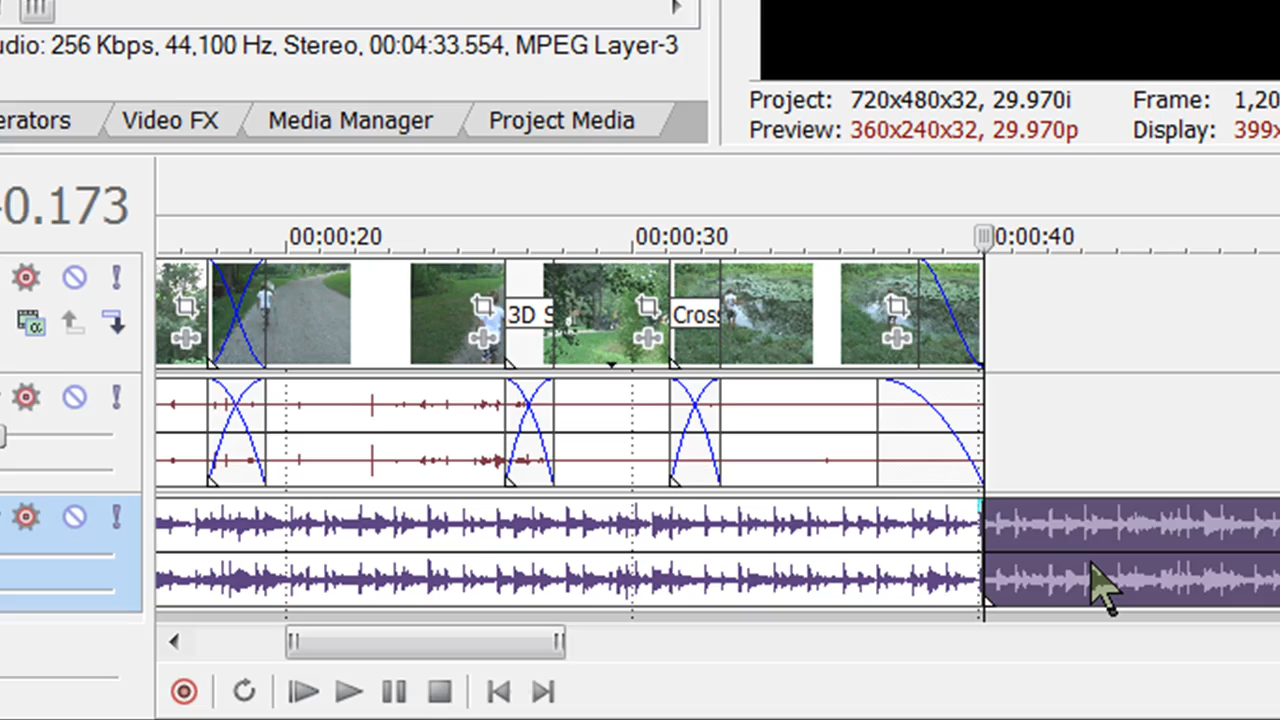 udio: 256 Kbps, 44,100 Hz, Stereo, 00:04:33.554, MPEG Layer-3
erators Video FX Media Manager Project Media
Project: 720x480x32, 29.970i Frame: 1,20
Preview: 360x240x32, 29.970p Display: 399x
0.173
00:00:20 00:00:30 0:00:40
3D S Cross